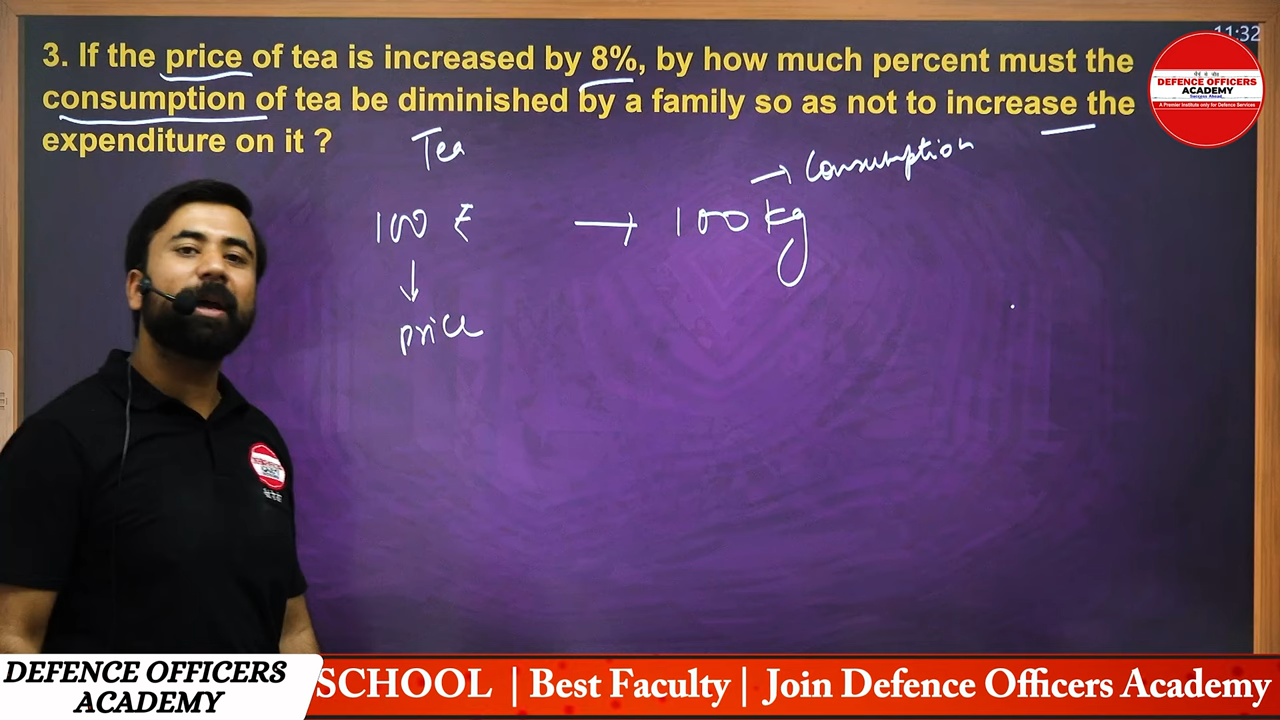 11:32
3. If the price of tea is increased by 8%, by how much percent must the
consumption of tea be diminished by a family so as not to increase the
expenditure on it ?
DEFENCE OFFICERS
ACADEMY
A Premier Institute only for Defence Services
Tea
→ Consumption
100 ₹ → 100 kg
↓
price
DEFENCE OFFICERS
ACADEMY
SCHOOL | Best Faculty | Join Defence Officers Academy